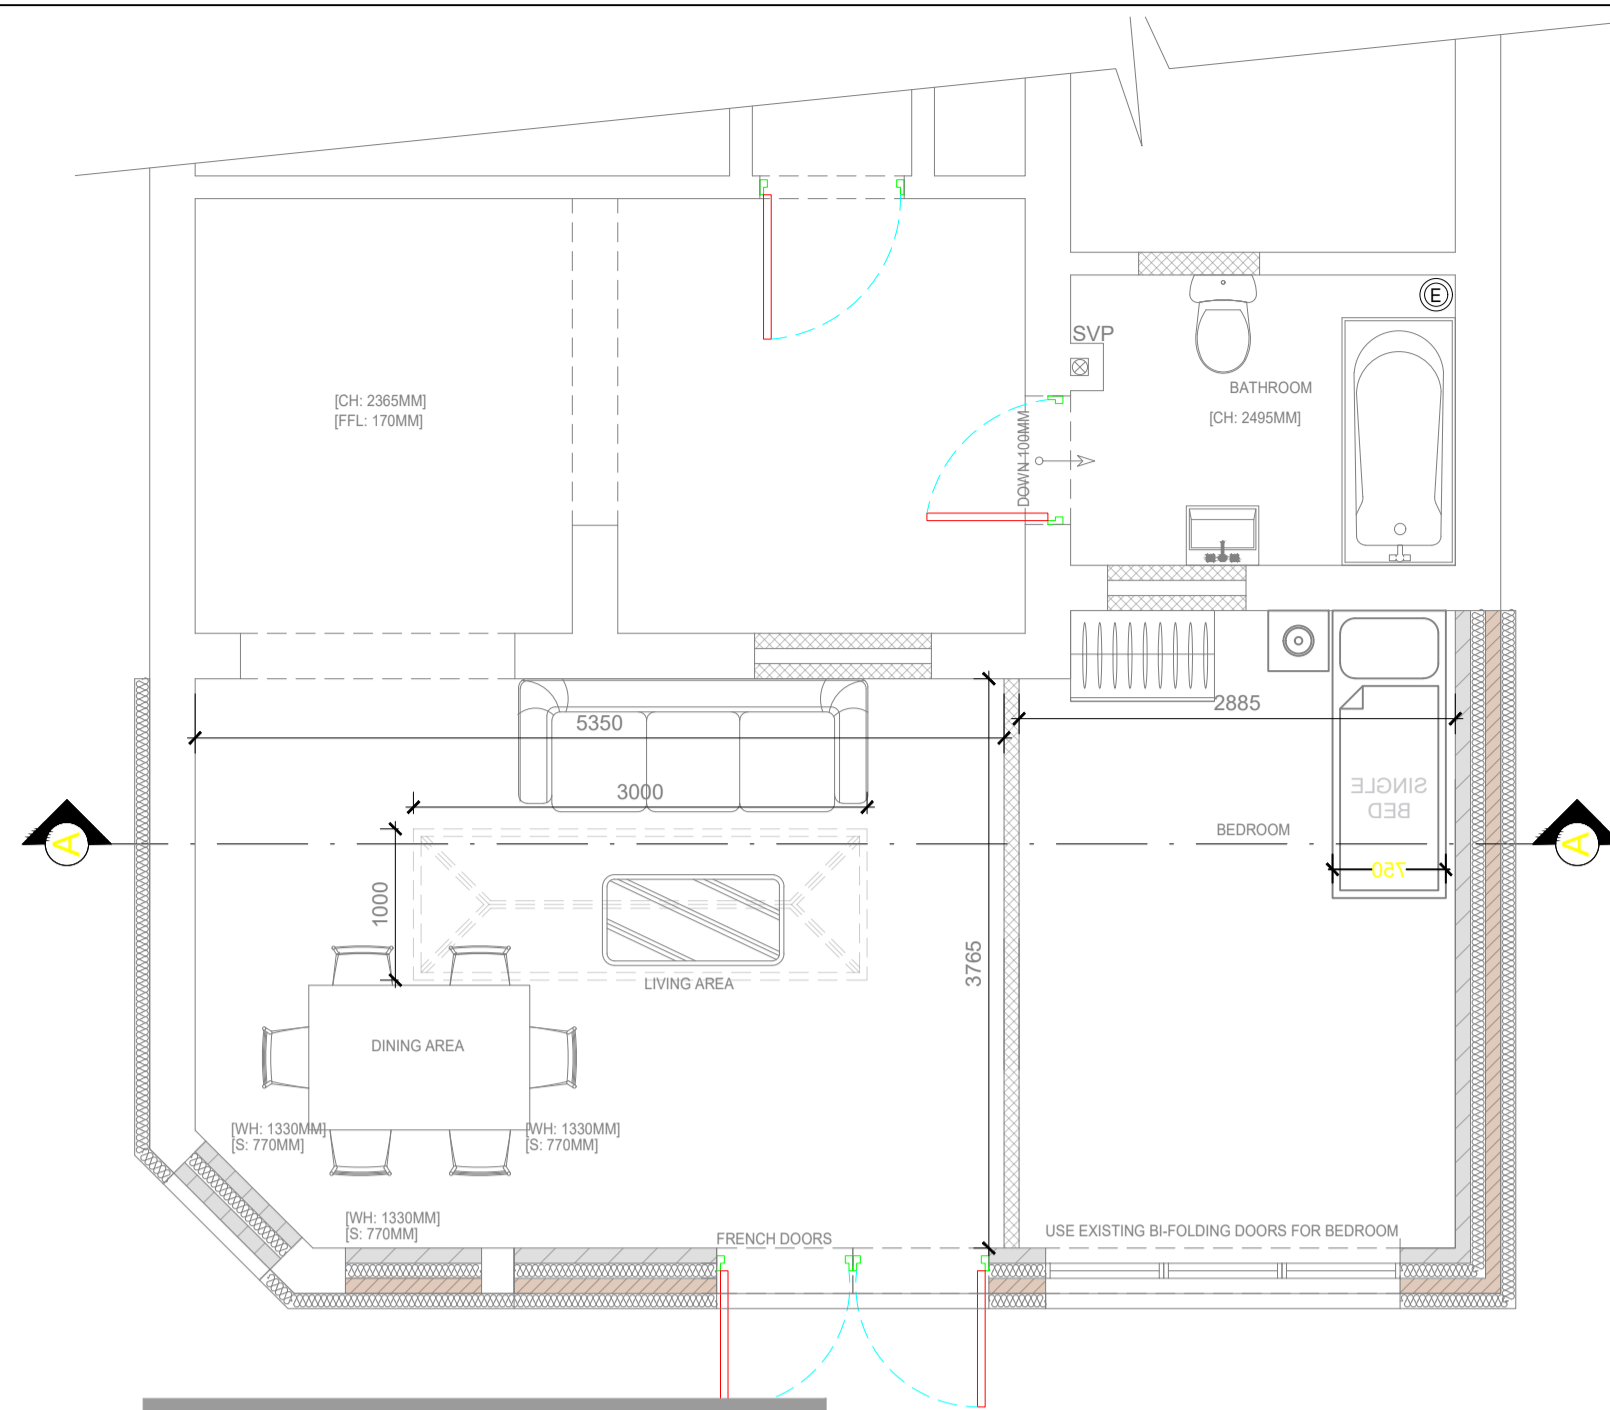 E
SVP
BATHROOM
[CH: 2495MM]
[CH: 2365MM]
[FFL: 170MM]
DOWN 100MM
2885
5350
3000
SINGLE
BED
BEDROOM
A
A
750
1000
3765
LIVING AREA
DINING AREA
[WH: 1330MM]
[S: 770MM]
[WH: 1330MM]
[S: 770MM]
[WH: 1330MM]
[S: 770MM]
FRENCH DOORS
USE EXISTING BI-FOLDING DOORS FOR BEDROOM